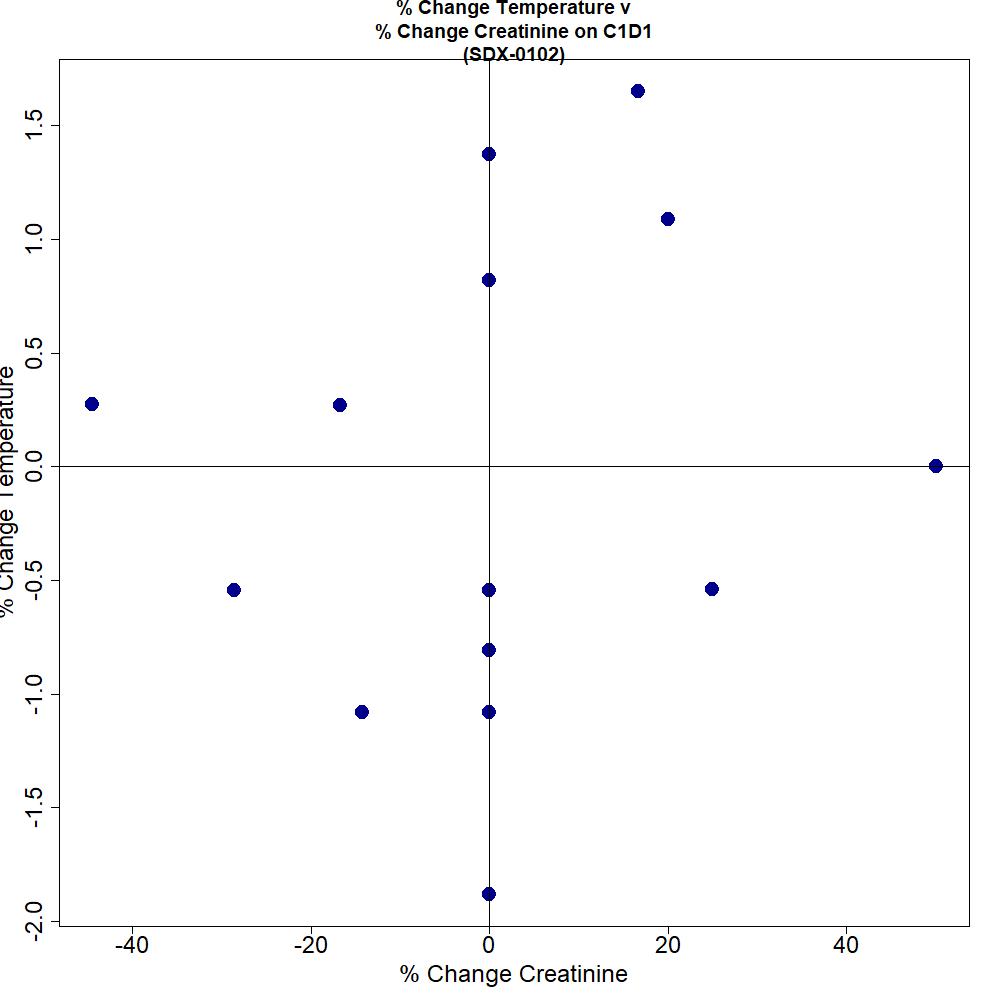 % Change Temperature v
% Change Creatinine on C1D1
(SDX-0102)
% Change Temperature
1.5
1.0
0.5
0.0
-0.5
-1.0
-1.5
-2.0
-40
-20
0
20
40
% Change Creatinine